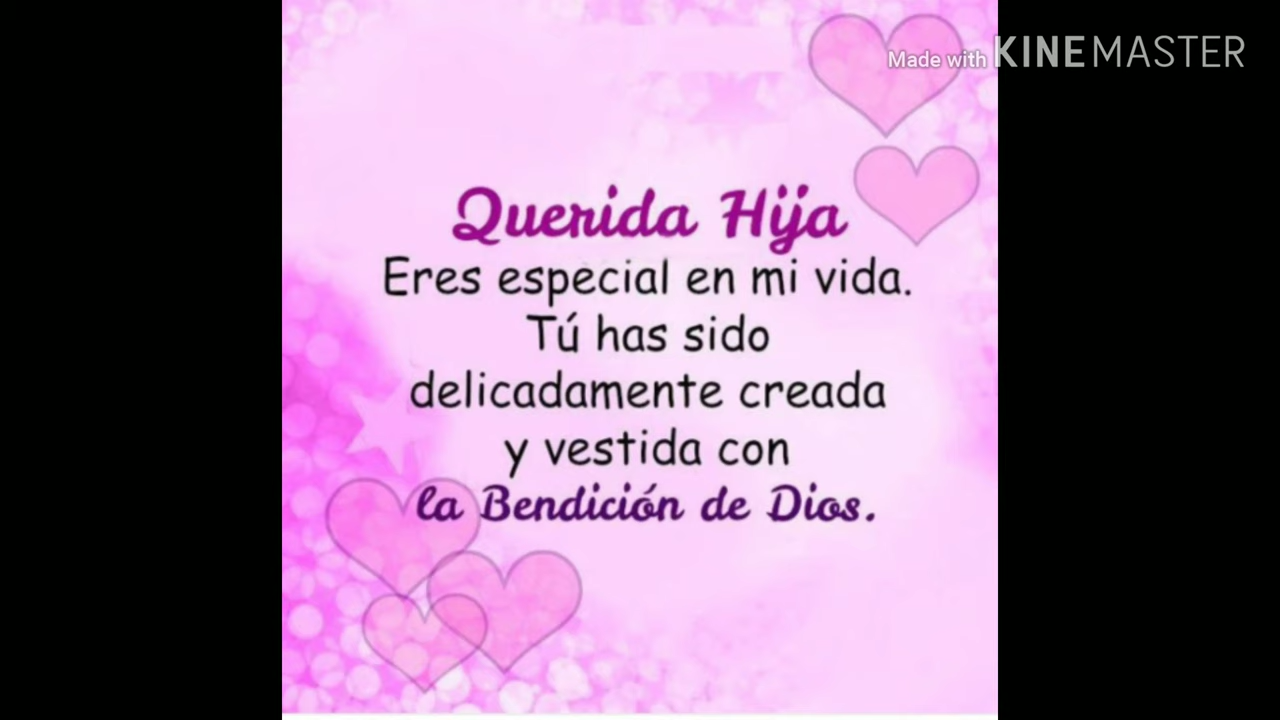 Made with KINEMASTER
Querida Hija
Eres especial en mi vida.
Tú has sido
delicadamente creada
y vestida con
la Bendición de Dios.